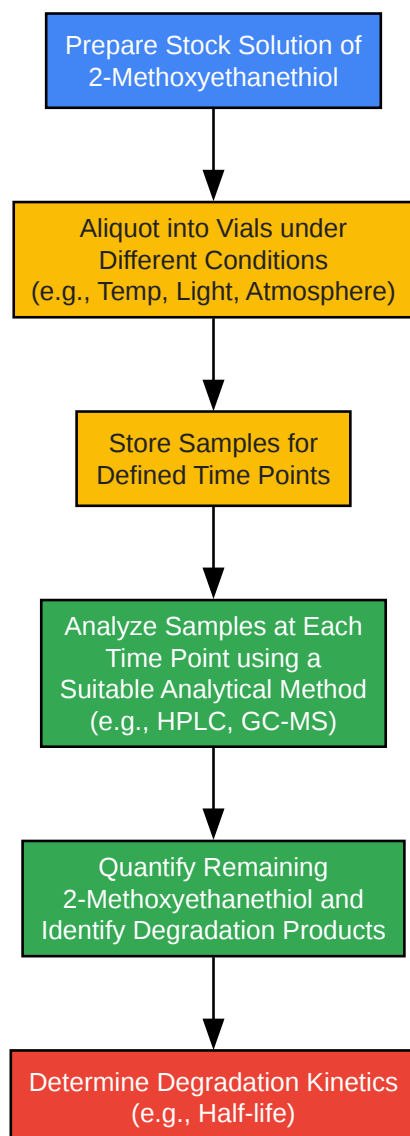 Prepare Stock Solution of
2-Methoxyethanethiol
Aliquot into Vials under
Different Conditions
(e.g., Temp, Light, Atmosphere)
Store Samples for
Defined Time Points
Analyze Samples at Each
Time Point using a
Suitable Analytical Method
(e.g., HPLC, GC-MS)
Quantify Remaining
2-Methoxyethanethiol and
Identify Degradation Products
Determine Degradation Kinetics
(e.g., Half-life)